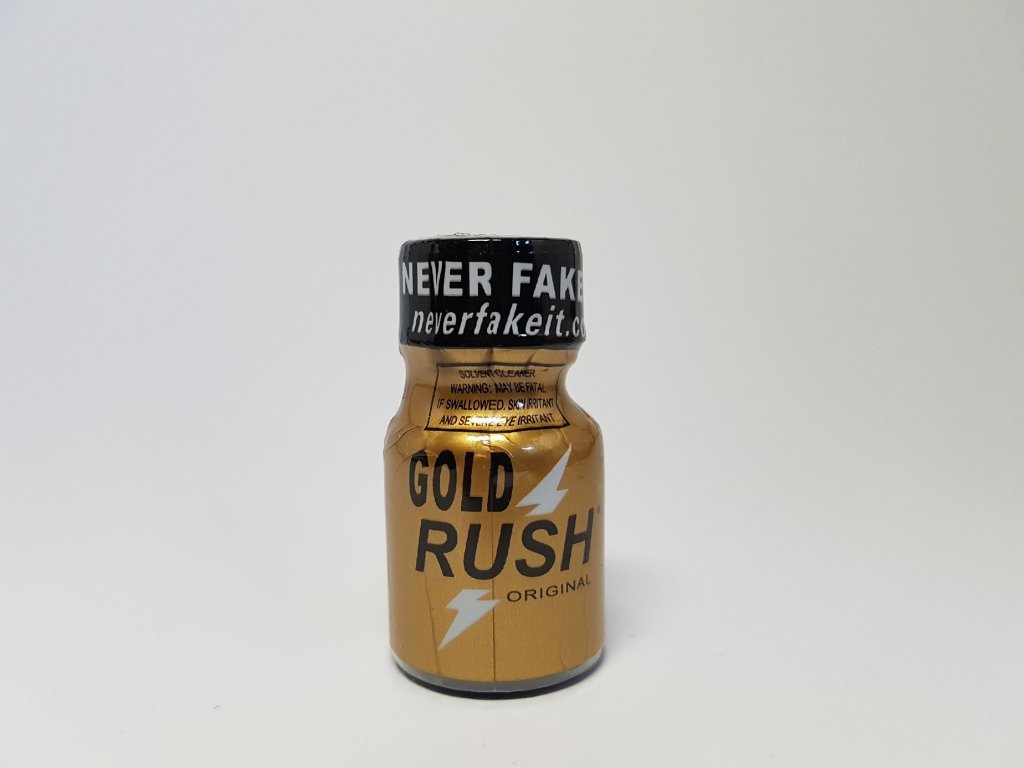 NEVER FAKE
neverfakeit.co
SOLVENT CLEANER
WARNING: MAY BE FATAL
IF SWALLOWED. SKIN IRRITANT
AND SEVERE EYE IRRITANT
GOLD
RUSH®
ORIGINAL